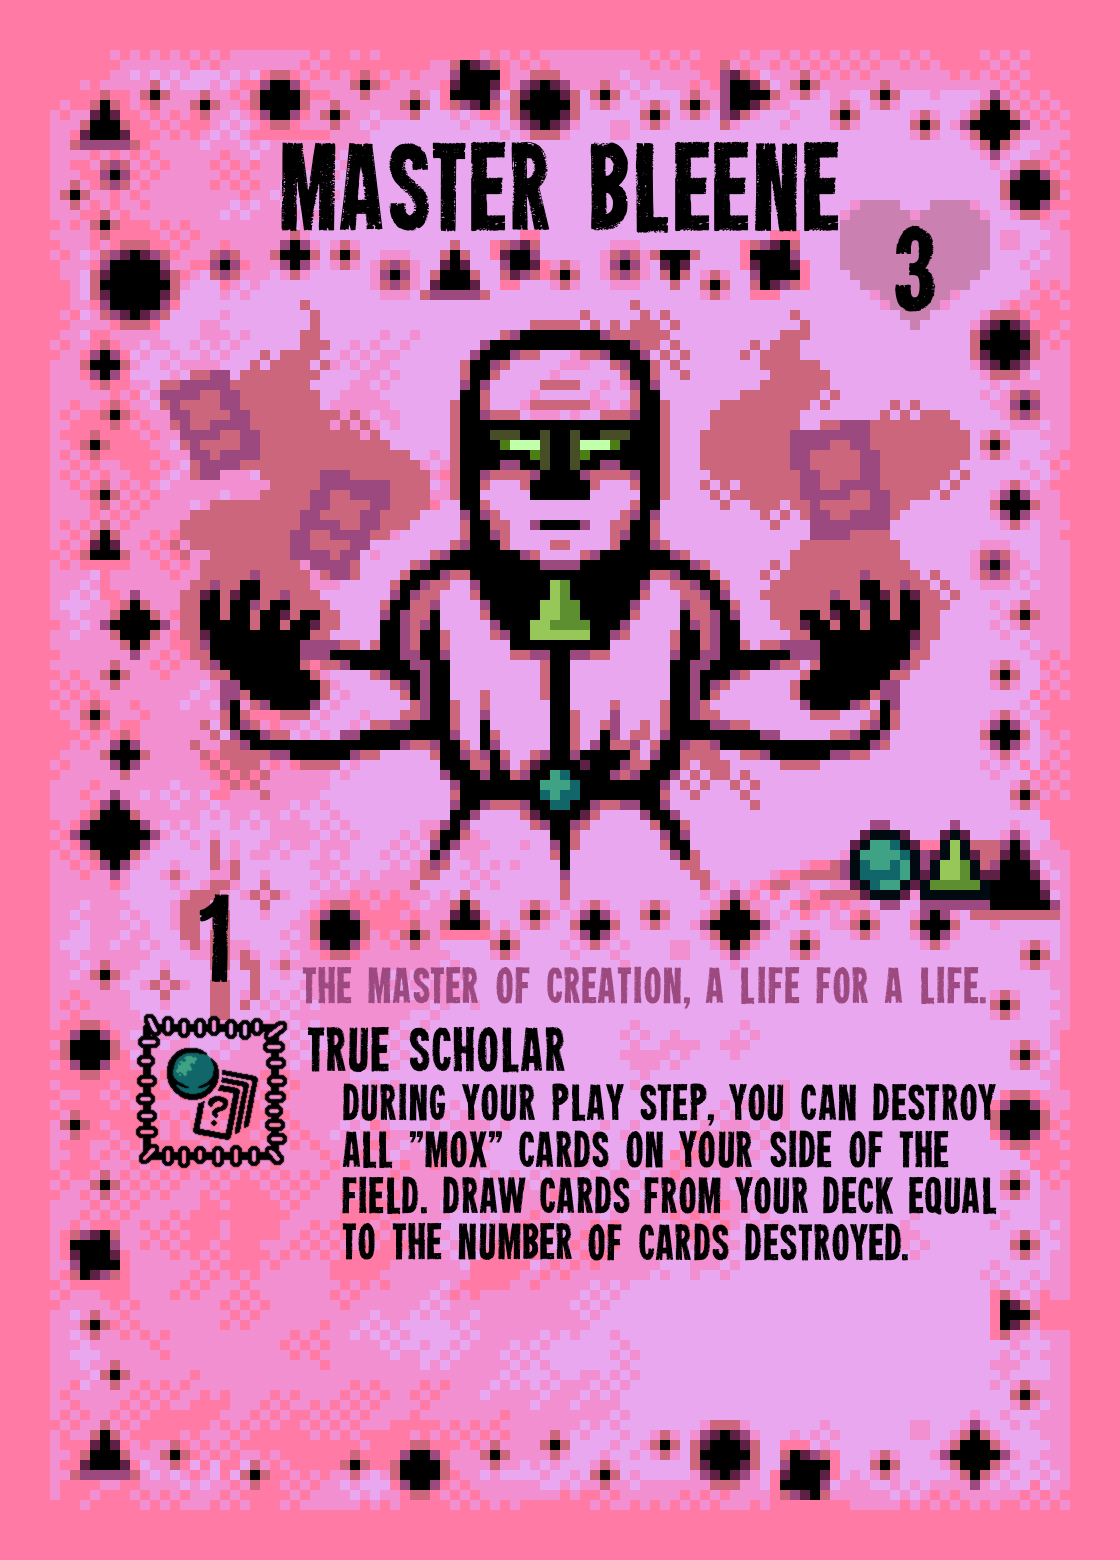 MASTER BLEENE
3
1
THE MASTER OF CREATION, A LIFE FOR A LIFE.
TRUE SCHOLAR
DURING YOUR PLAY STEP, YOU CAN DESTROY
ALL "MOX" CARDS ON YOUR SIDE OF THE
FIELD. DRAW CARDS FROM YOUR DECK EQUAL
TO THE NUMBER OF CARDS DESTROYED.
?